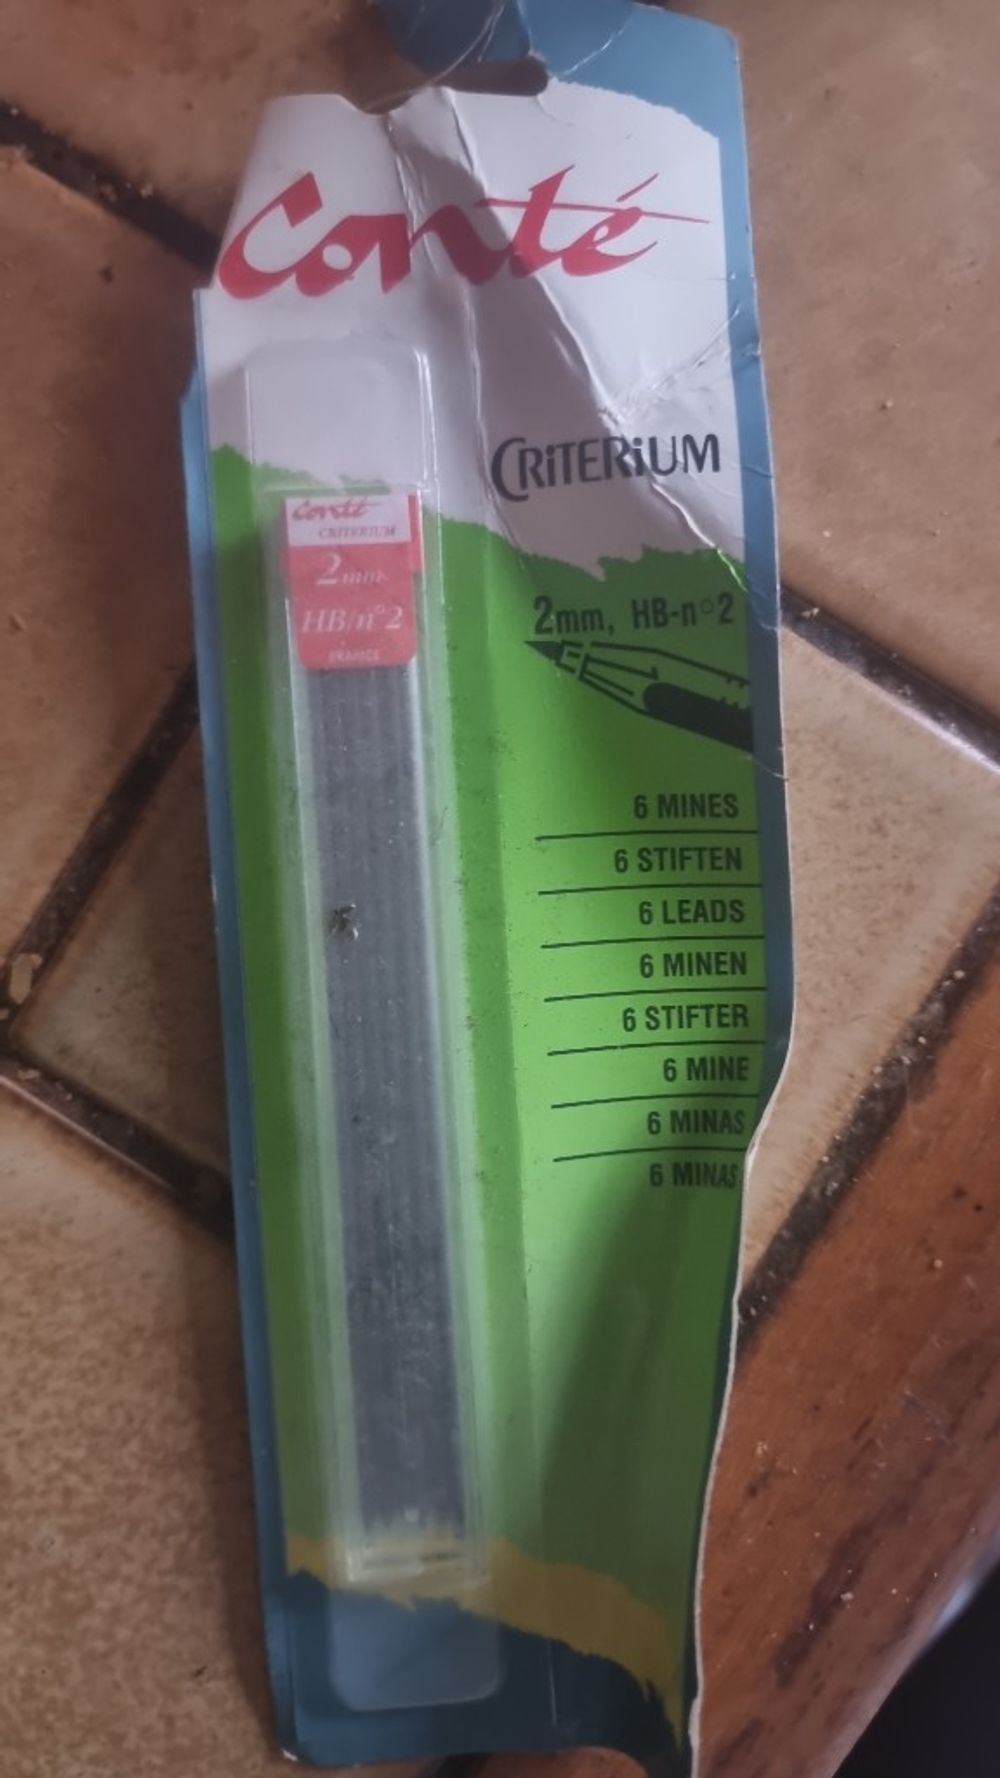 Conté
CRiTERiUM
Conté
CRITERIUM
2mm
HB/n°2
FRANCE
2mm, HB-n°2
6 MINES
6 STIFTEN
6 LEADS
6 MINEN
6 STIFTER
6 MINE
6 MINAS
6 MINAS